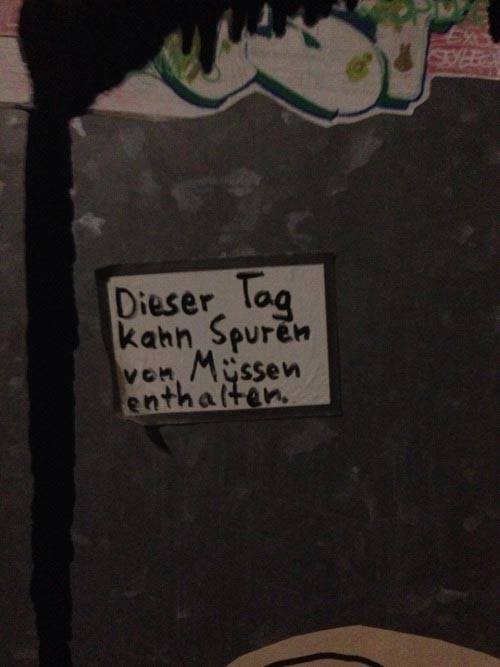 Dieser Tag
kann Spuren
von Müssen
enthalten.